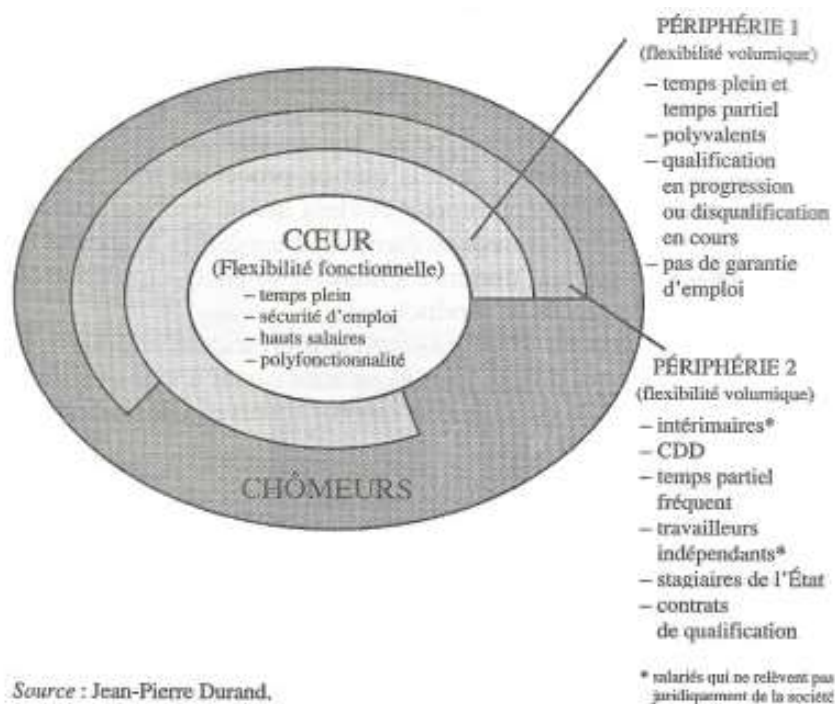 PÉRIPHÉRIE 1
(flexibilité volumique)
– temps plein et
temps partiel
– polyvalents
– qualification
en progression
ou disqualification
en cours
– pas de garantie
d'emploi
CŒUR
(Flexibilité fonctionnelle)
– temps plein
– sécurité d'emploi
– hauts salaires
– polyfonctionnalité
PÉRIPHÉRIE 2
(flexibilité volumique)
– intérimaires*
– CDD
– temps partiel
fréquent
– travailleurs
indépendants*
– stagiaires de l'État
– contrats
de qualification
CHÔMEURS
* salariés qui ne relèvent pas
juridiquement de la société
Source : Jean-Pierre Durand,